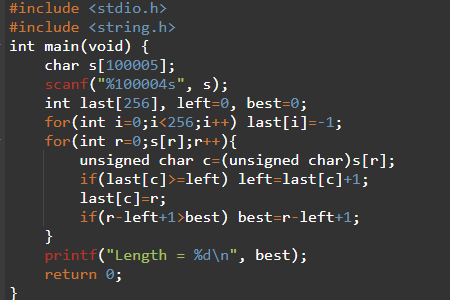 #include <stdio.h>
#include <string.h>
int main(void) {
    char s[100005];
    scanf("%100004s", s);
    int last[256], left=0, best=0;
    for(int i=0;i<256;i++) last[i]=-1;
    for(int r=0;s[r];r++){
        unsigned char c=(unsigned char)s[r];
        if(last[c]>=left) left=last[c]+1;
        last[c]=r;
        if(r-left+1>best) best=r-left+1;
    }
    printf("Length = %d\n", best);
    return 0;
}